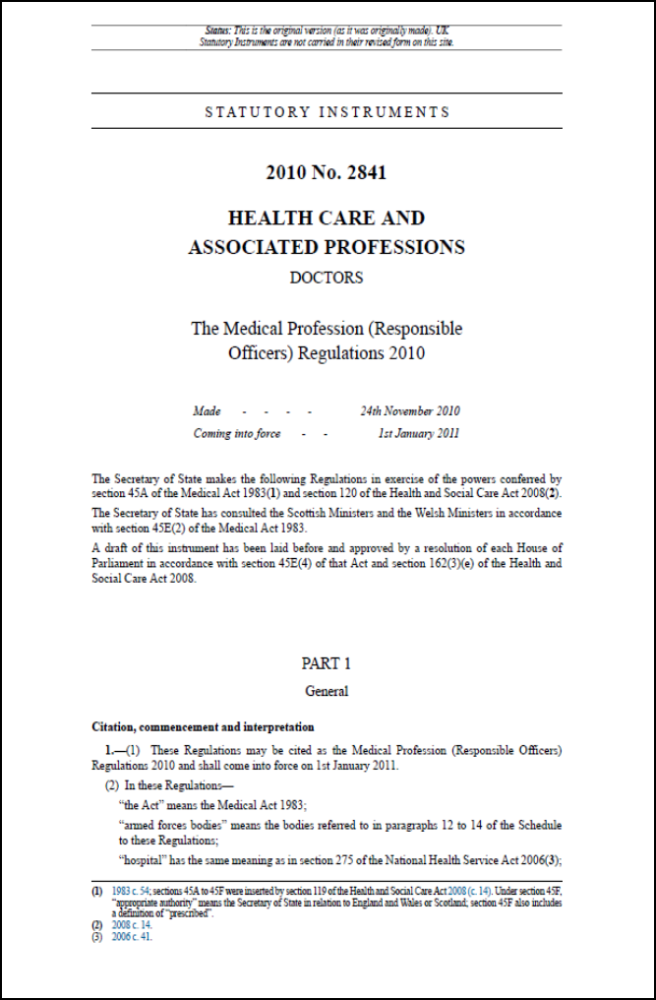 Status: This is the original version (as it was originally made). UK
Statutory Instruments are not carried in their revised form on this site.
STATUTORY INSTRUMENTS
2010 No. 2841
HEALTH CARE AND
ASSOCIATED PROFESSIONS
DOCTORS
The Medical Profession (Responsible
Officers) Regulations 2010
Made - - - - 24th November 2010
Coming into force - - 1st January 2011
The Secretary of State makes the following Regulations in exercise of the powers conferred by
section 45A of the Medical Act 1983(1) and section 120 of the Health and Social Care Act 2008(2).
The Secretary of State has consulted the Scottish Ministers and the Welsh Ministers in accordance
with section 45E(2) of the Medical Act 1983.
A draft of this instrument has been laid before and approved by a resolution of each House of
Parliament in accordance with section 45E(4) of that Act and section 162(3)(e) of the Health and
Social Care Act 2008.
PART 1
General
Citation, commencement and interpretation
1.—(1) These Regulations may be cited as the Medical Profession (Responsible Officers)
Regulations 2010 and shall come into force on 1st January 2011.
(2) In these Regulations—
“the Act” means the Medical Act 1983;
“armed forces bodies” means the bodies referred to in paragraphs 12 to 14 of the Schedule
to these Regulations;
“hospital” has the same meaning as in section 275 of the National Health Service Act 2006(3);
(1) 1983 c. 54; sections 45A to 45F were inserted by section 119 of the Health and Social Care Act 2008 (c. 14). Under section 45F,
“appropriate authority” means the Secretary of State in relation to England and Wales or Scotland; section 45F also includes
a definition of “prescribed”.
(2) 2008 c. 14.
(3) 2006 c. 41.